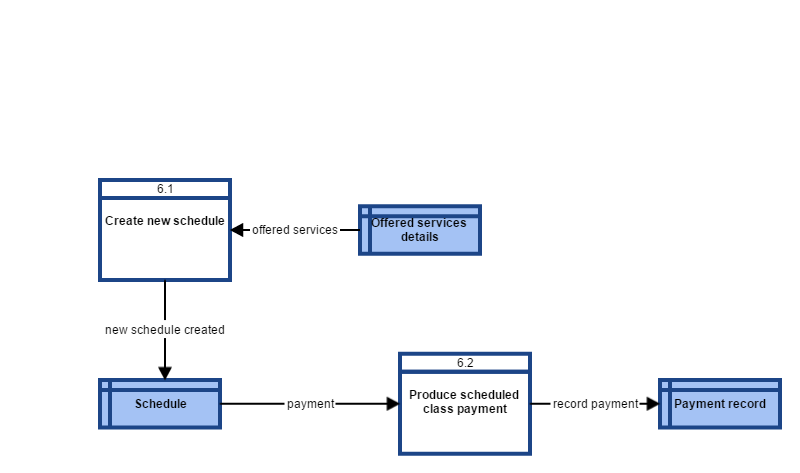 6.1
Create new schedule
offered services
Offered services
details
new schedule created
Schedule
payment
6.2
Produce scheduled
class payment
record payment
Payment record